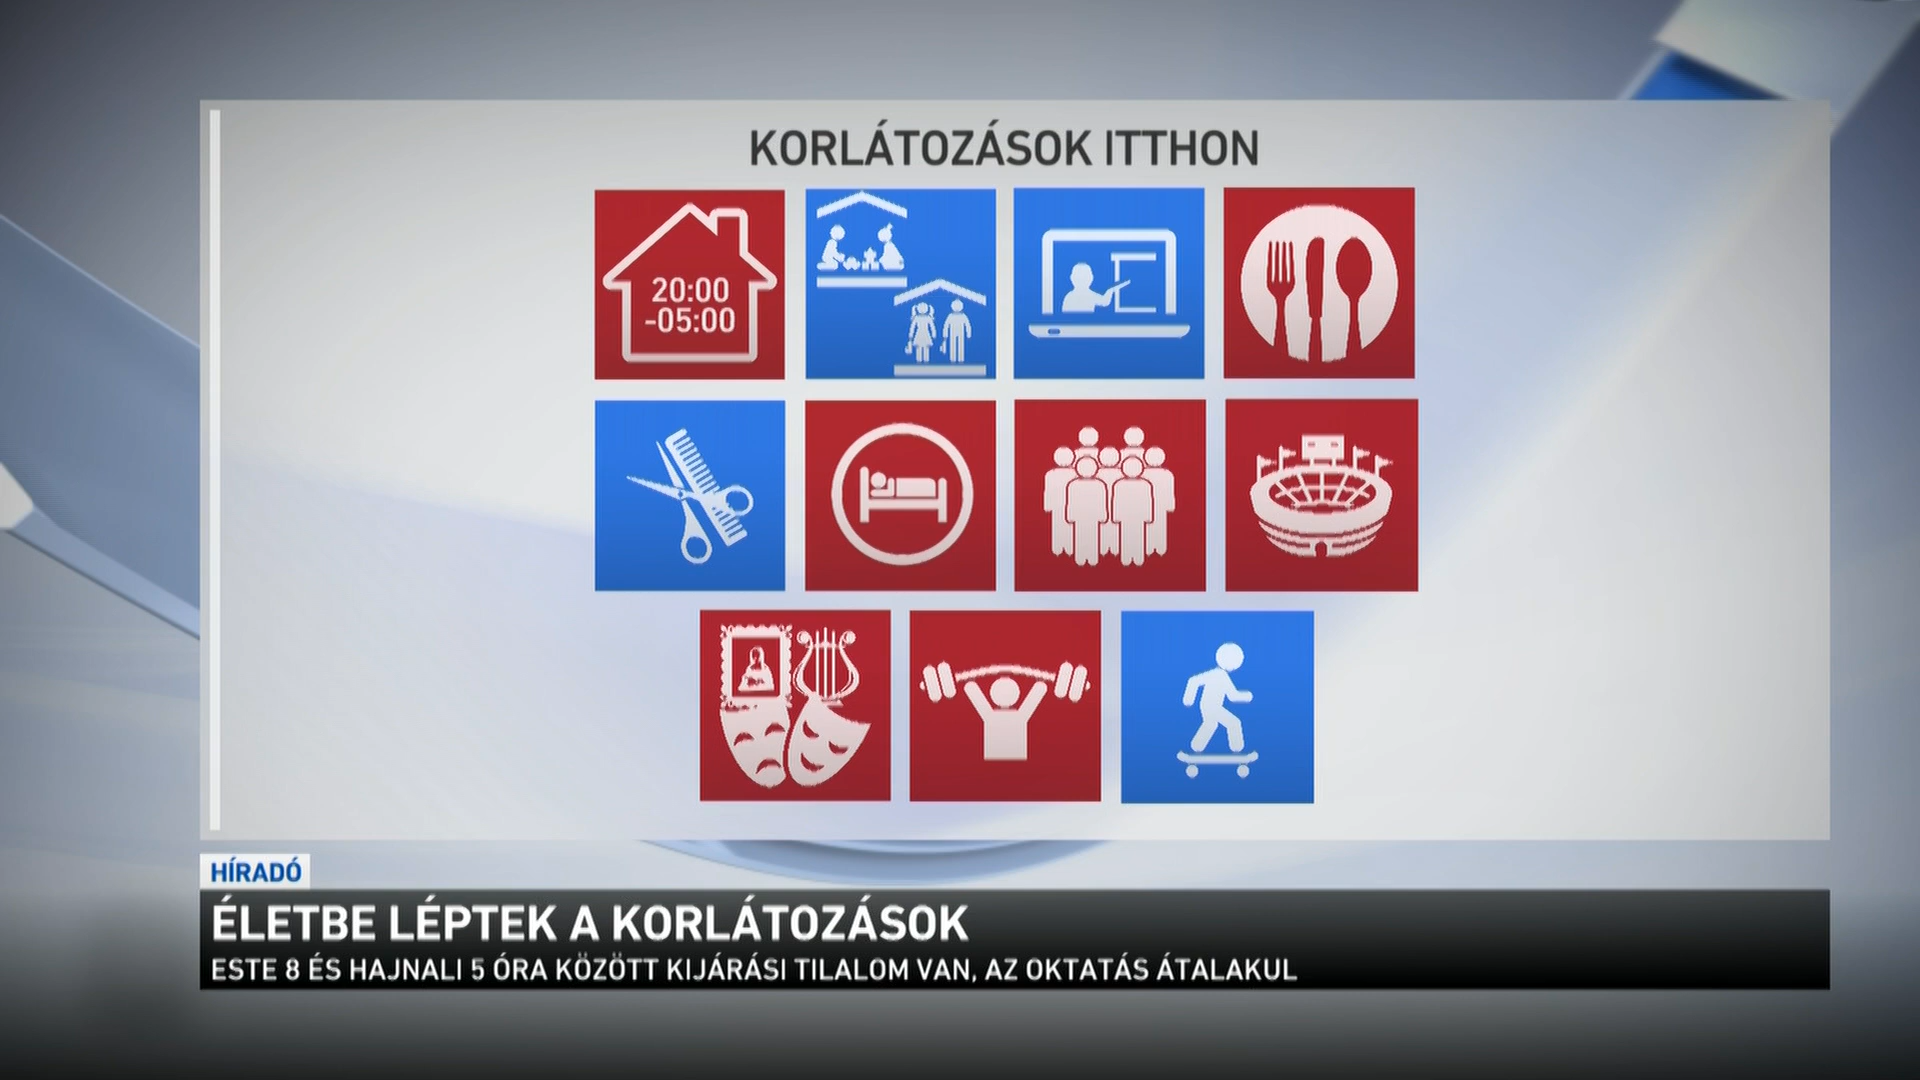 KORLÁTOZÁSOK ITTHON
20:00
-05:00
HÍRADÓ
ÉLETBE LÉPTEK A KORLÁTOZÁSOK
ESTE 8 ÉS HAJNALI 5 ÓRA KÖZÖTT KIJÁRÁSI TILALOM VAN, AZ OKTATÁS ÁTALAKUL